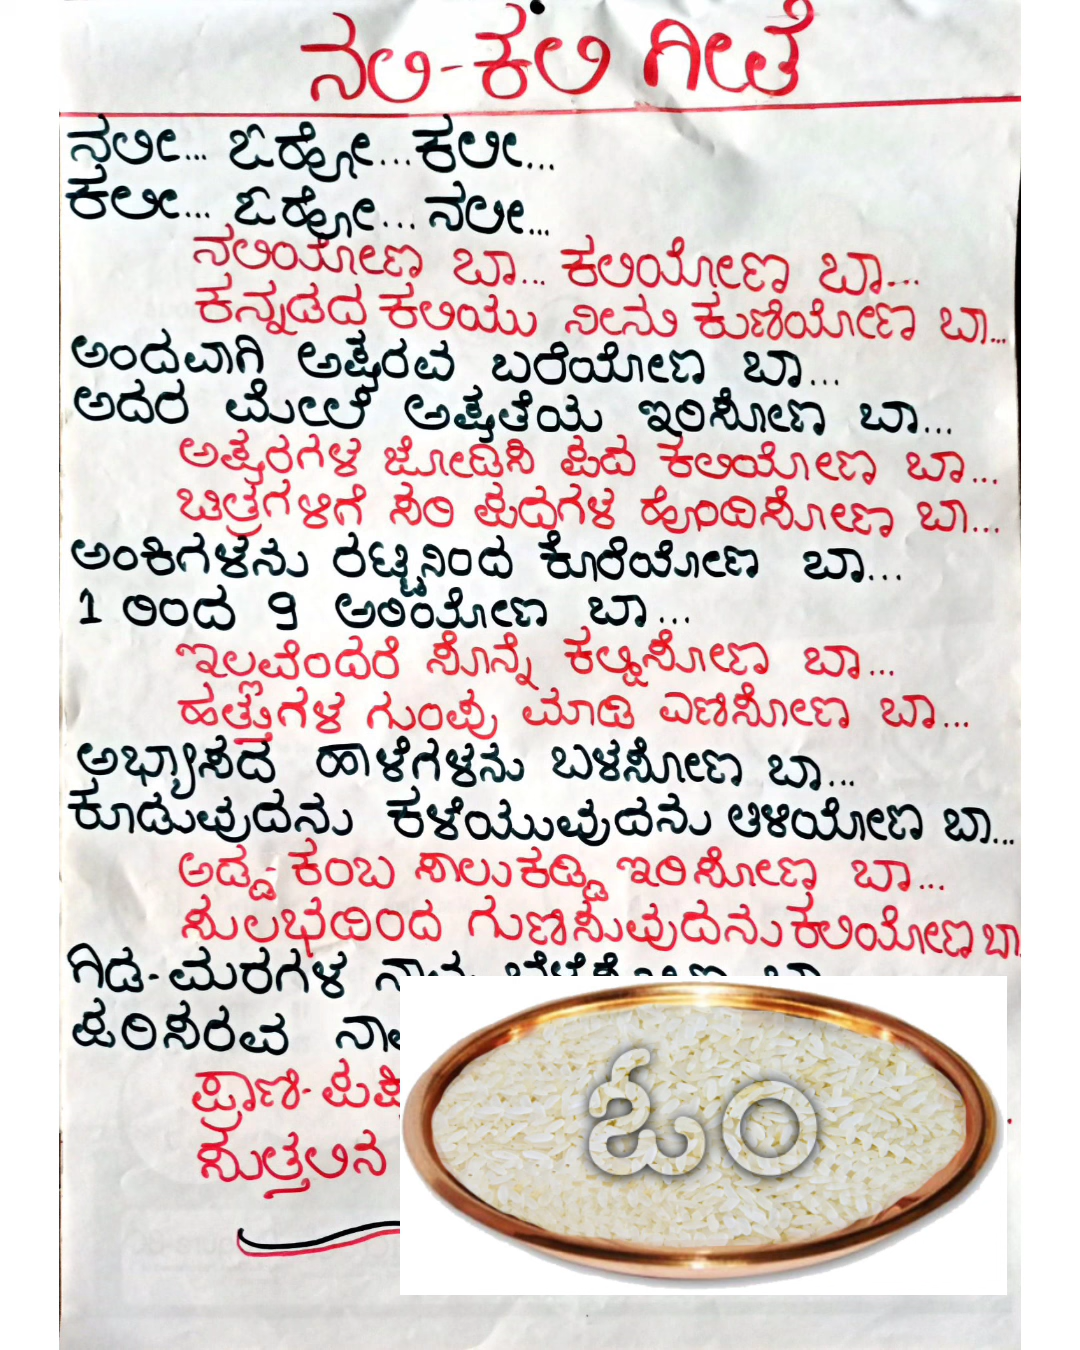 ನಲಿ-ಕಲಿ ಗೀತೆ
ನಲೀ... ಓಹ್ಹೋ...ಕಲೀ...
ಕಲೀ... ಓಹ್ಹೋ... ನಲೀ...
ನಲಿಯೋಣ ಬಾ... ಕಲಿಯೋಣ ಬಾ...
ಕನ್ನಡದ ಕಲಿಯು ನೀನು ಕುಣಿಯೋಣ ಬಾ...
ಅಂದವಾಗಿ ಅಕ್ಷರವ ಬರೆಯೋಣ ಬಾ...
ಅದರ ಮೇಲೆ ಅಕ್ಷತೆಯ ಇರಿಸೋಣ ಬಾ...
ಅಕ್ಷರಗಳ ಜೋಡಿಸಿ ಪದ ಕಲಿಯೋಣ ಬಾ...
ಚಿತ್ರಗಳಿಗೆ ಸರಿ ಪದಗಳ ಹೊಂದಿಸೋಣ ಬಾ...
ಅಂಕಿಗಳನು ರಟ್ಟಿನಿಂದ ಕೊರೆಯೋಣ ಬಾ...
1 ರಿಂದ 9 ಅರಿಯೋಣ ಬಾ...
ಇಲ್ಲವೆಂದರೆ ಸೊನ್ನೆ ಕಲ್ಪಿಸೋಣ ಬಾ...
ಹತ್ತುಗಳ ಗುಂಪು ಮಾಡಿ ಎಣಿಸೋಣ ಬಾ...
ಅಭ್ಯಾಸದ ಹಾಳೆಗಳನು ಬಳಸೋಣ ಬಾ...
ಕೂಡುವುದನು ಕಳೆಯುವುದನು ತಿಳಿಯೋಣ ಬಾ...
ಅಡ್ಡ-ಕಂಬ ಸಾಲುಕಡ್ಡಿ ಇರಿಸೋಣ ಬಾ...
ಸುಲಭದಿಂದ ಗುಣಿಸುವುದನು ಕಲಿಯೋಣ ಬಾ
ಗಿಡ-ಮರಗಳ
ಪರಿಸರವ
ಪ್ರಾಣಿ-
ಸುತ್ತಲಿನ
ಓಂ